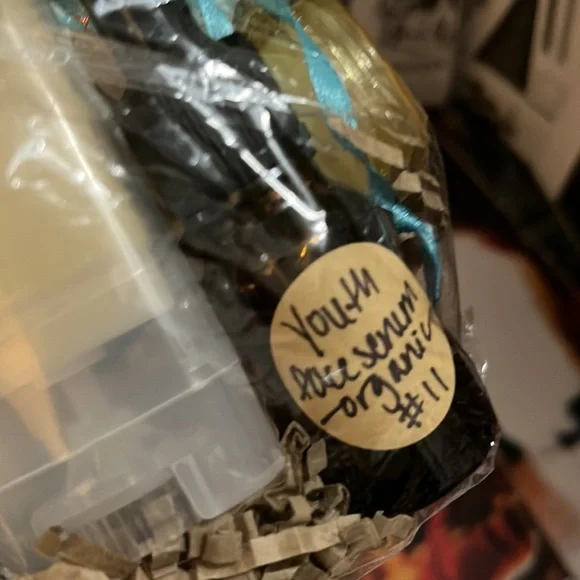 Youth
face serum
-organic
#11